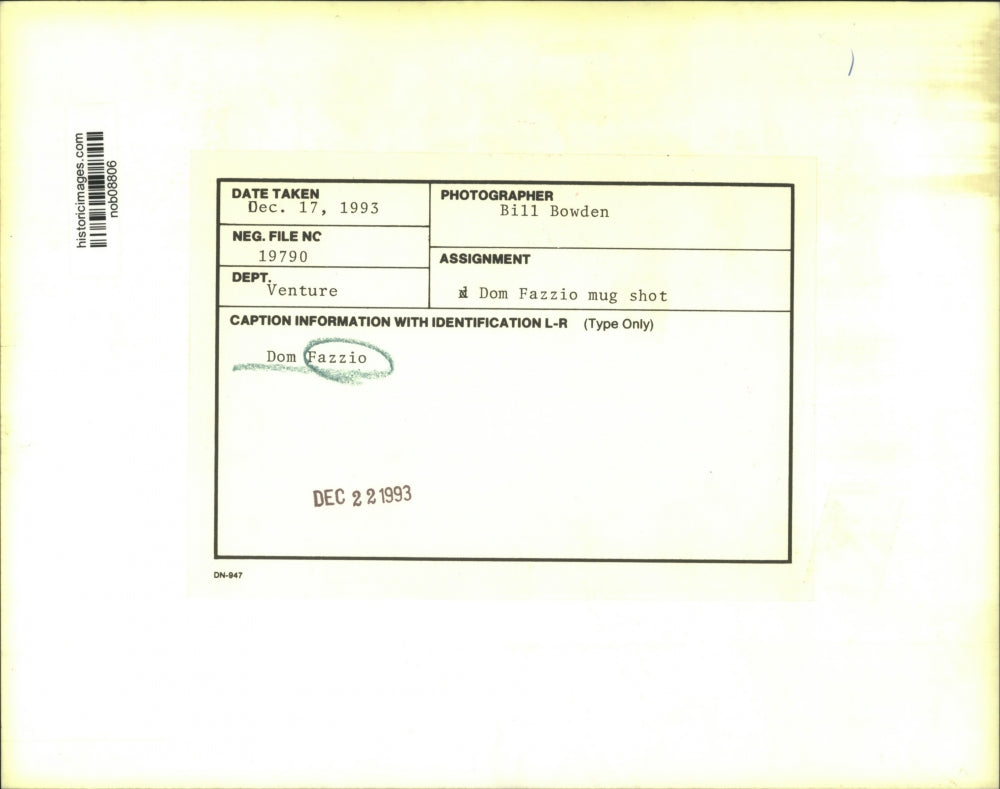 historicimages.com
nob08806
DATE TAKEN
Dec. 17, 1993
PHOTOGRAPHER
Bill Bowden
NEG. FILE NO
19790
ASSIGNMENT
Dom Fazzio mug shot
DEPT.
Venture
CAPTION INFORMATION WITH IDENTIFICATION L-R (Type Only)
Dom Fazzio
DEC 22 1993
DN-947